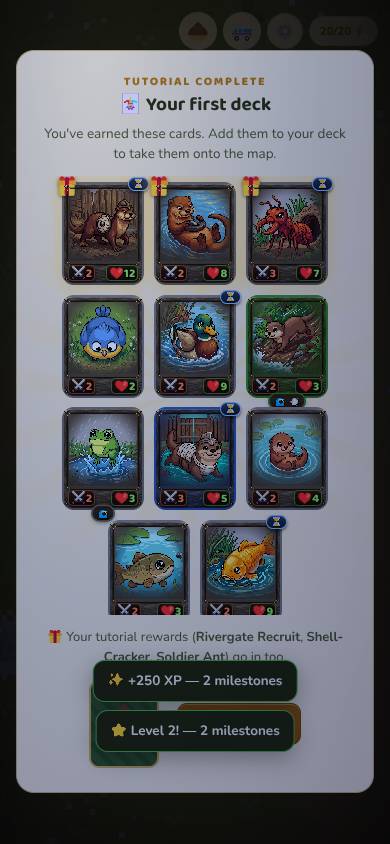 20/20
TUTORIAL COMPLETE
Your first deck
You've earned these cards. Add them to your deck
to take them onto the map.
2 12 2 8 3 7
2 2 2 9 2 3
2 3 3 5 2 4
2 3 2 9
Your tutorial rewards (Rivergate Recruit, Shell-
Cracker, Soldier Ant) go in too
+250 XP — 2 milestones
Level 2! — 2 milestones